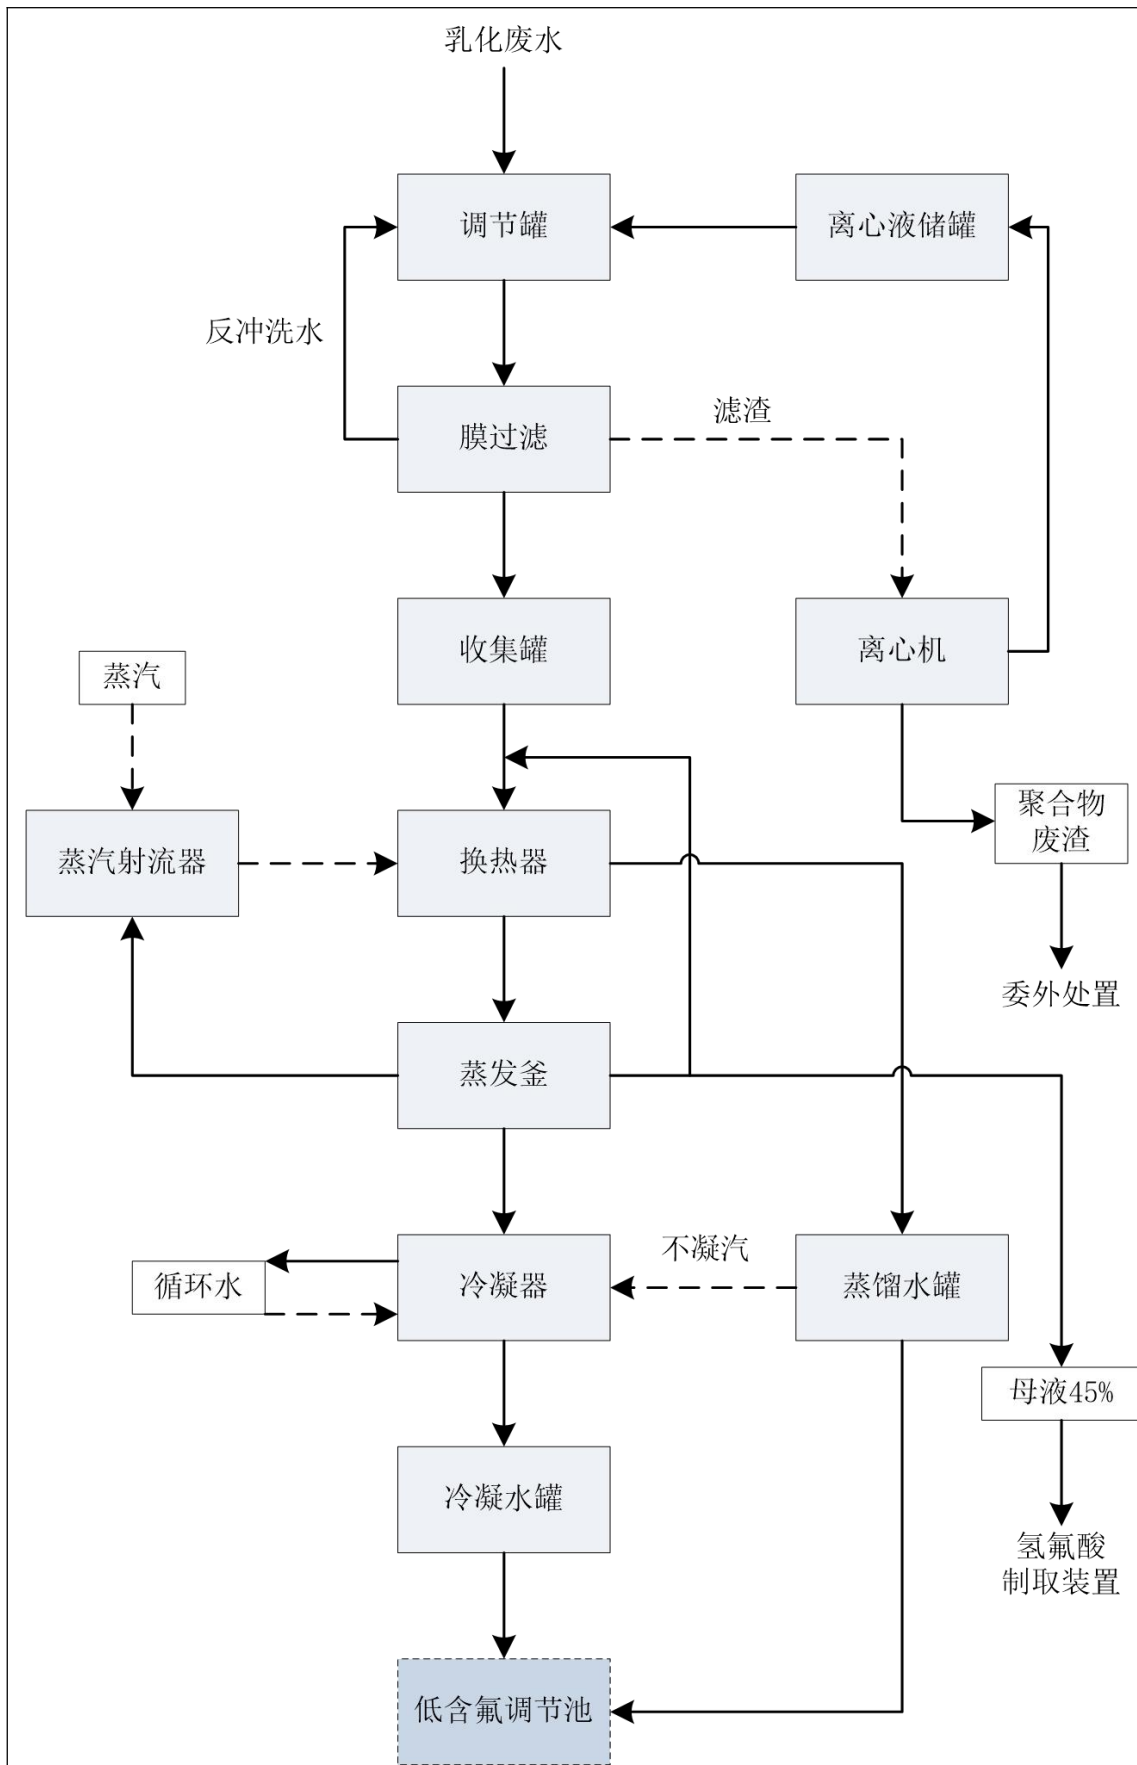 乳化废水
调节罐
离心液储罐
反冲洗水
膜过滤
滤渣
收集罐
离心机
蒸汽
聚合物
废渣
蒸汽射流器
换热器
委外处置
蒸发釜
不凝汽
循环水
冷凝器
蒸馏水罐
母液45%
冷凝水罐
氢氟酸
制取装置
低含氟调节池